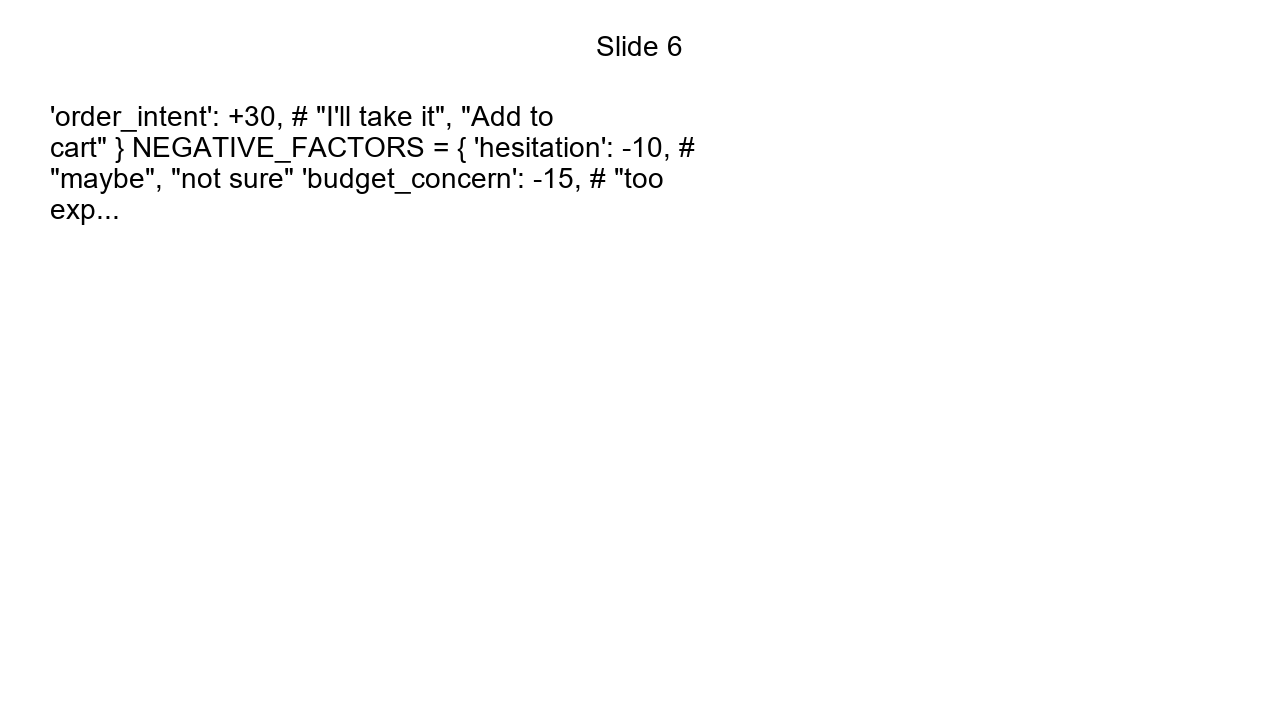 Slide 6
'order_intent': +30, # "I'll take it", "Add to
cart" } NEGATIVE_FACTORS = { 'hesitation': -10, #
"maybe", "not sure" 'budget_concern': -15, # "too
exp...